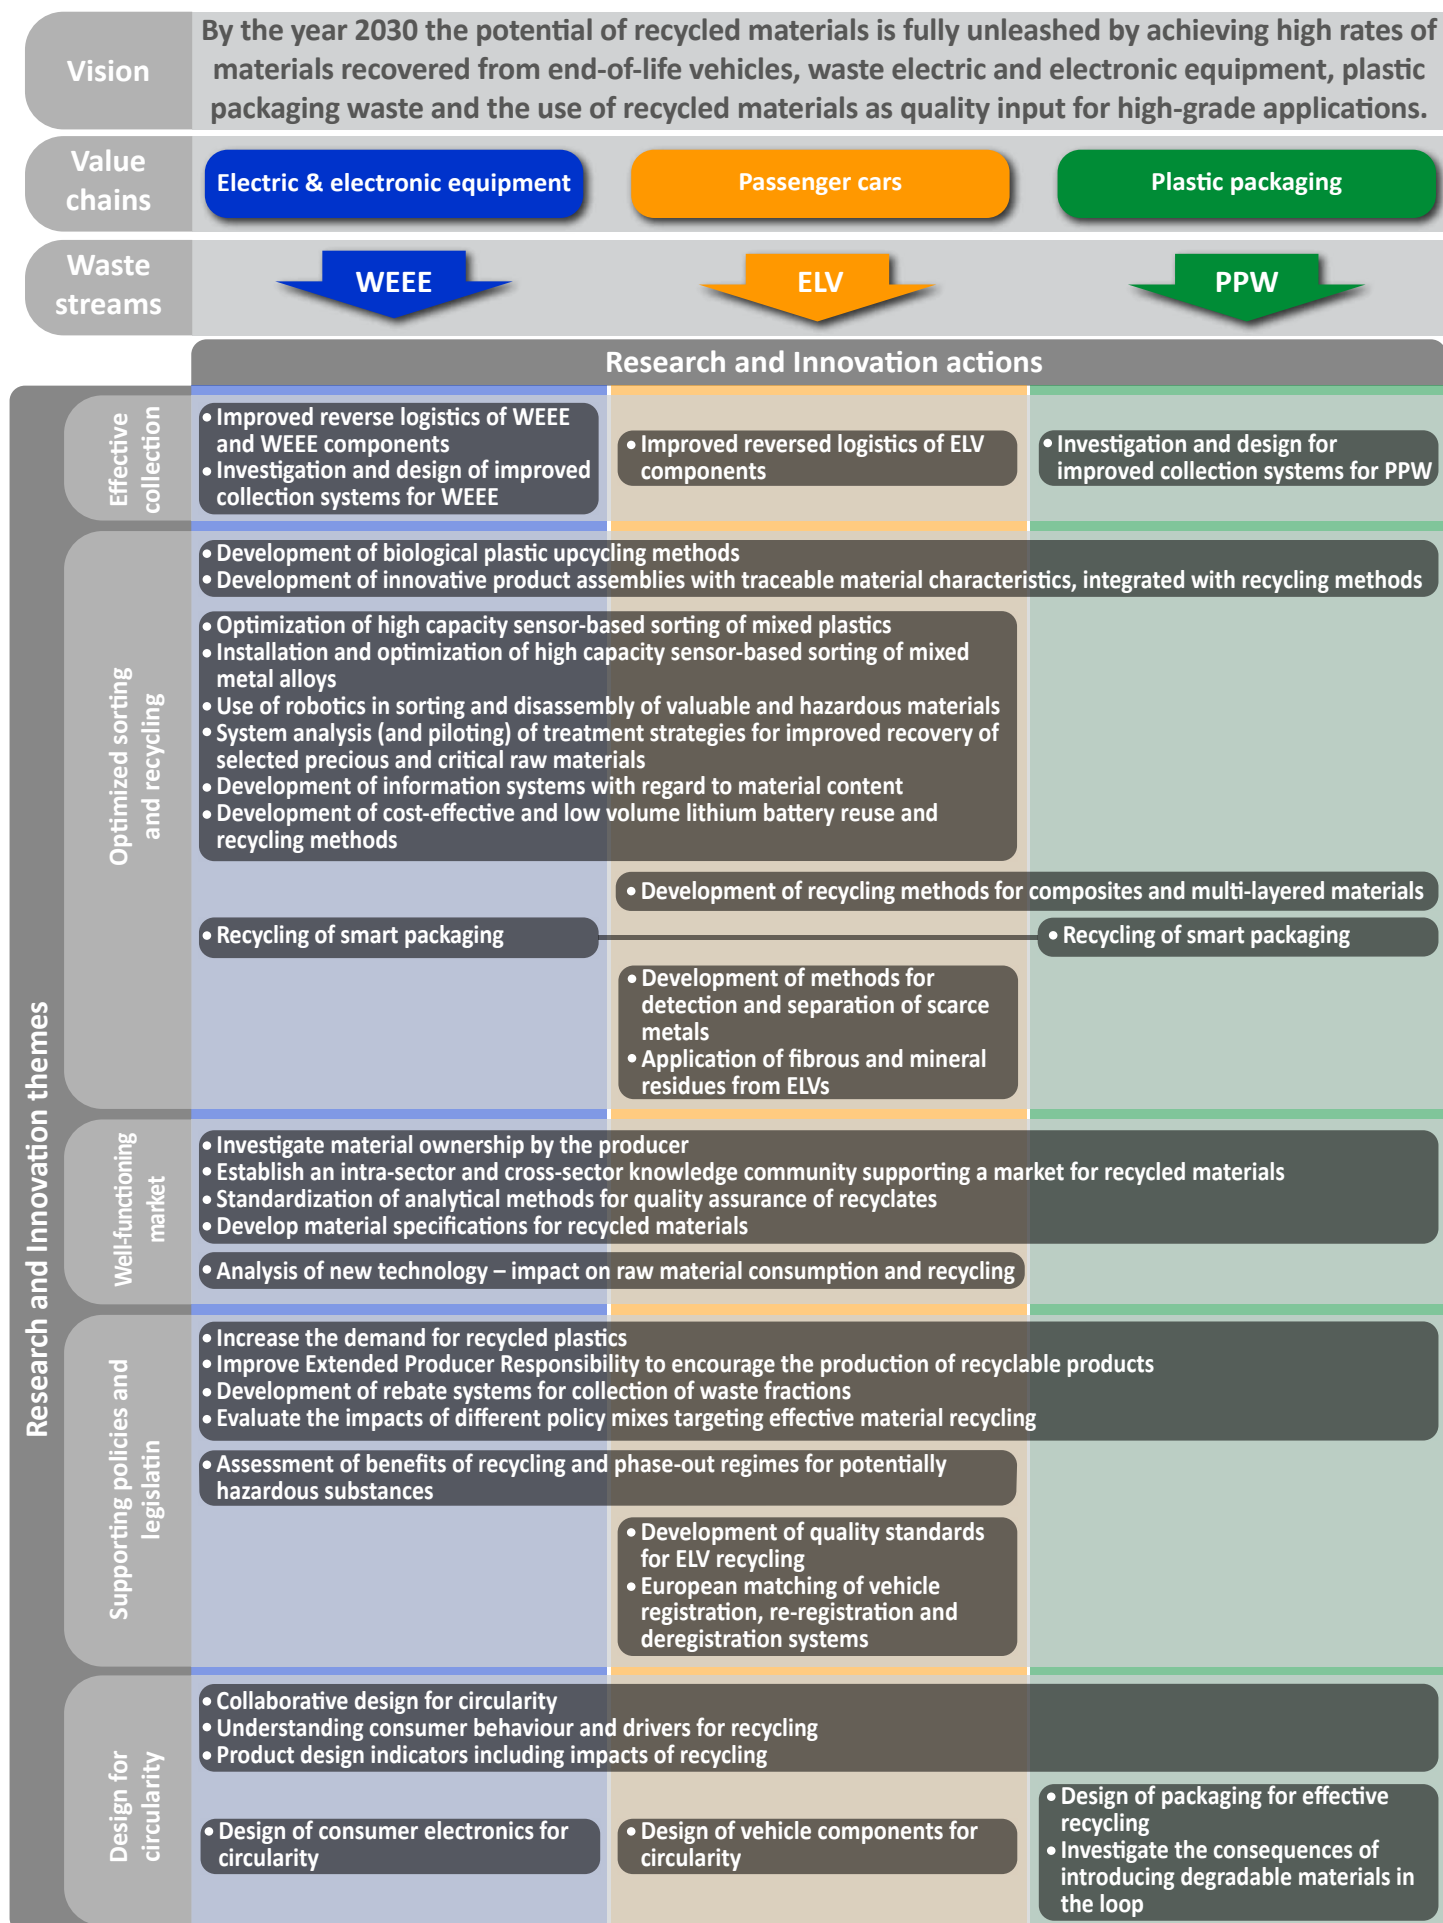 Vision
By the year 2030 the potential of recycled materials is fully unleashed by achieving high rates of
materials recovered from end-of-life vehicles, waste electric and electronic equipment, plastic
packaging waste and the use of recycled materials as quality input for high-grade applications.
Value
chains
Electric & electronic equipment
Passenger cars
Plastic packaging
Waste
streams
WEEE
ELV
PPW
Research and Innovation actions
Research and Innovation themes
Effective
collection
• Improved reverse logistics of WEEE
and WEEE components
• Investigation and design of improved
collection systems for WEEE
• Improved reversed logistics of ELV
components
• Investigation and design for
improved collection systems for PPW
Optimized sorting
and recycling
• Development of biological plastic upcycling methods
• Development of innovative product assemblies with traceable material characteristics, integrated with recycling methods
• Optimization of high capacity sensor-based sorting of mixed plastics
• Installation and optimization of high capacity sensor-based sorting of mixed
metal alloys
• Use of robotics in sorting and disassembly of valuable and hazardous materials
• System analysis (and piloting) of treatment strategies for improved recovery of
selected precious and critical raw materials
• Development of information systems with regard to material content
• Development of cost-effective and low volume lithium battery reuse and
recycling methods
• Development of recycling methods for composites and multi-layered materials
• Recycling of smart packaging
• Recycling of smart packaging
• Development of methods for
detection and separation of scarce
metals
• Application of fibrous and mineral
residues from ELVs
Well-functioning
market
• Investigate material ownership by the producer
• Establish an intra-sector and cross-sector knowledge community supporting a market for recycled materials
• Standardization of analytical methods for quality assurance of recyclates
• Develop material specifications for recycled materials
• Analysis of new technology – impact on raw material consumption and recycling
Supporting policies and
legislatin
• Increase the demand for recycled plastics
• Improve Extended Producer Responsibility to encourage the production of recyclable products
• Development of rebate systems for collection of waste fractions
• Evaluate the impacts of different policy mixes targeting effective material recycling
• Assessment of benefits of recycling and phase-out regimes for potentially
hazardous substances
• Development of quality standards
for ELV recycling
• European matching of vehicle
registration, re-registration and
deregistration systems
Design for
circularity
• Collaborative design for circularity
• Understanding consumer behaviour and drivers for recycling
• Product design indicators including impacts of recycling
• Design of consumer electronics for
circularity
• Design of vehicle components for
circularity
• Design of packaging for effective
recycling
• Investigate the consequences of
introducing degradable materials in
the loop